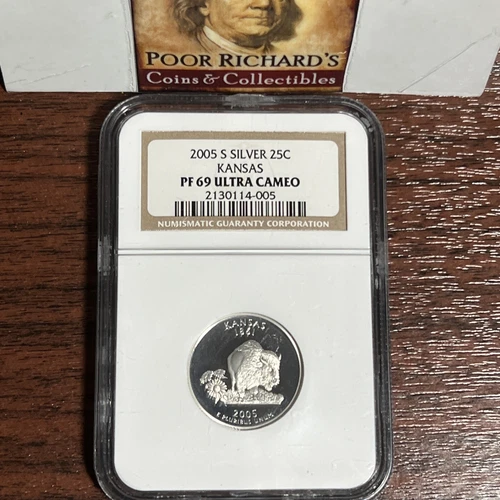 POOR RICHARD'S
Coins & Collectibles
2005 S SILVER 25C
KANSAS
PF 69 ULTRA CAMEO
2130114-005
NUMISMATIC GUARANTY CORPORATION
KANSAS
1861
2005
E PLURIBUS UNUM